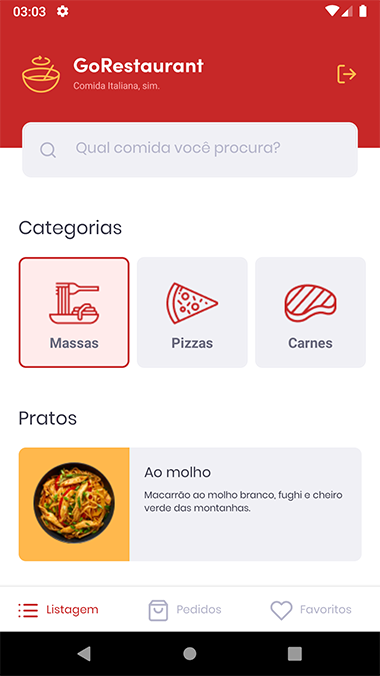 03:03
GoRestaurant
Comida Italiana, sim.
Qual comida você procura?
Categorias
Massas
Pizzas
Carnes
Pratos
Ao molho
Macarrão ao molho branco, fughi e cheiro
verde das montanhas.
Listagem
Pedidos
Favoritos